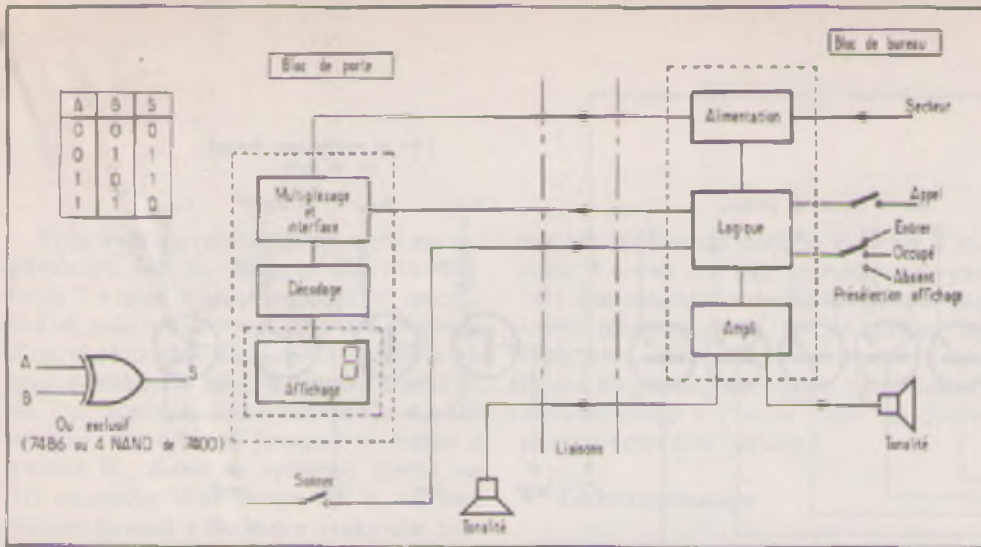 Bloc de porte
Bloc de bureau
A B S
0 0 0
0 1 1
1 0 1
1 1 0
Alimentation
Secteur
Multiplexage
et
interface
Logique
Appel
Entrer
Occupé
Absent
Présélection affichage
Décodage
Ampli
Affichage
A
B
S
Ou exclusif
(7486 ou 4 NAND de 7400)
Liaisons
Sonner
Tonalité
Tonalité